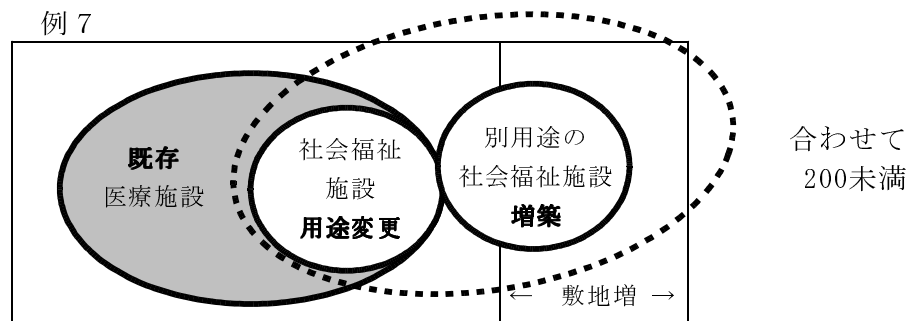 例７
既存
医療施設
社会福祉
施設
用途変更
別用途の
社会福祉施設
増築
合わせて
200未満
← 敷地増 →